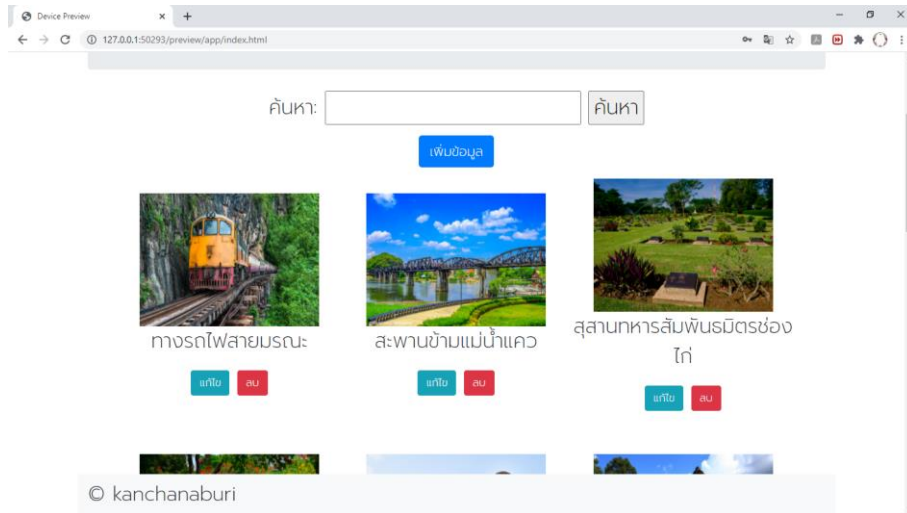 Device Preview
127.0.0.1:50293/preview/app/index.html
ค้นหา: ค้นหา
เพิ่มข้อมูล
ทางรถไฟสายมรณะ
แก้ไข ลบ
สะพานข้ามแม่น้ำแคว
แก้ไข ลบ
สุสานทหารสัมพันธมิตรช่อง
ไก่
แก้ไข ลบ
© kanchanaburi